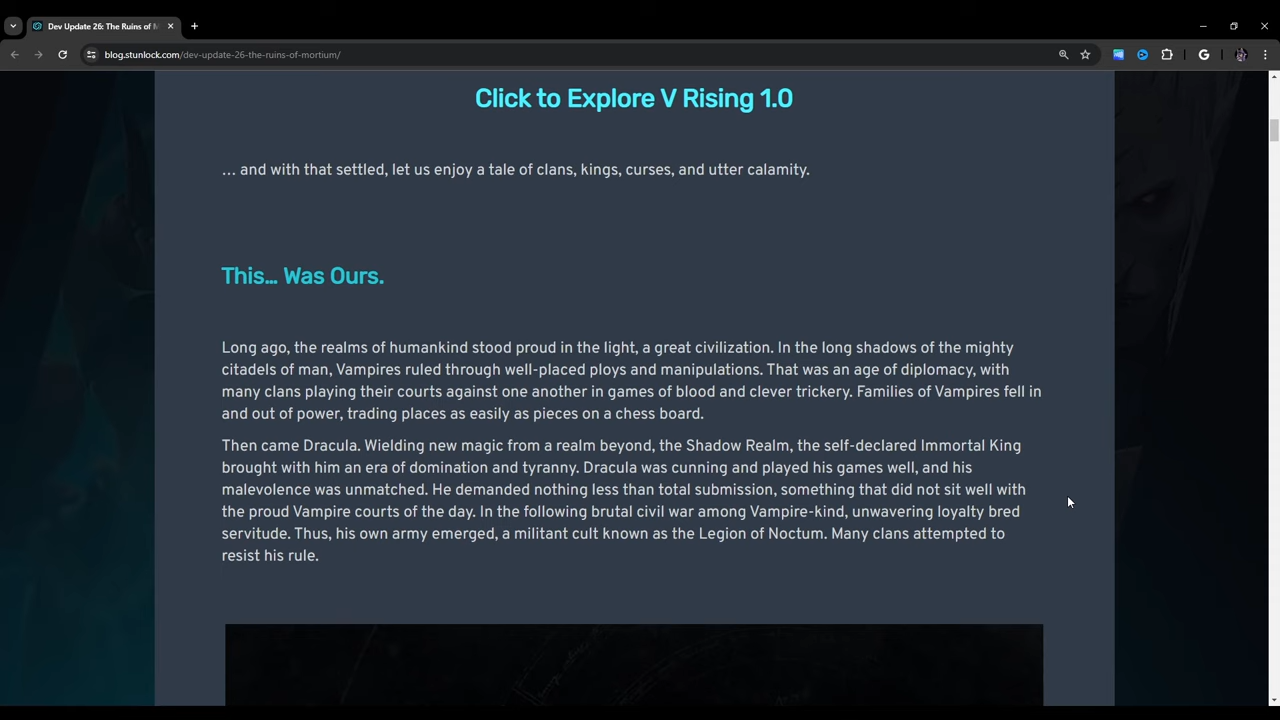 Dev Update 26: The Ruins of M
blog.stunlock.com/dev-update-26-the-ruins-of-mortium/
Click to Explore V Rising 1.0
… and with that settled, let us enjoy a tale of clans, kings, curses, and utter calamity.
This… Was Ours.
Long ago, the realms of humankind stood proud in the light, a great civilization. In the long shadows of the mighty
citadels of man, Vampires ruled through well-placed ploys and manipulations. That was an age of diplomacy, with
many clans playing their courts against one another in games of blood and clever trickery. Families of Vampires fell in
and out of power, trading places as easily as pieces on a chess board.
Then came Dracula. Wielding new magic from a realm beyond, the Shadow Realm, the self-declared Immortal King
brought with him an era of domination and tyranny. Dracula was cunning and played his games well, and his
malevolence was unmatched. He demanded nothing less than total submission, something that did not sit well with
the proud Vampire courts of the day. In the following brutal civil war among Vampire-kind, unwavering loyalty bred
servitude. Thus, his own army emerged, a militant cult known as the Legion of Noctum. Many clans attempted to
resist his rule.